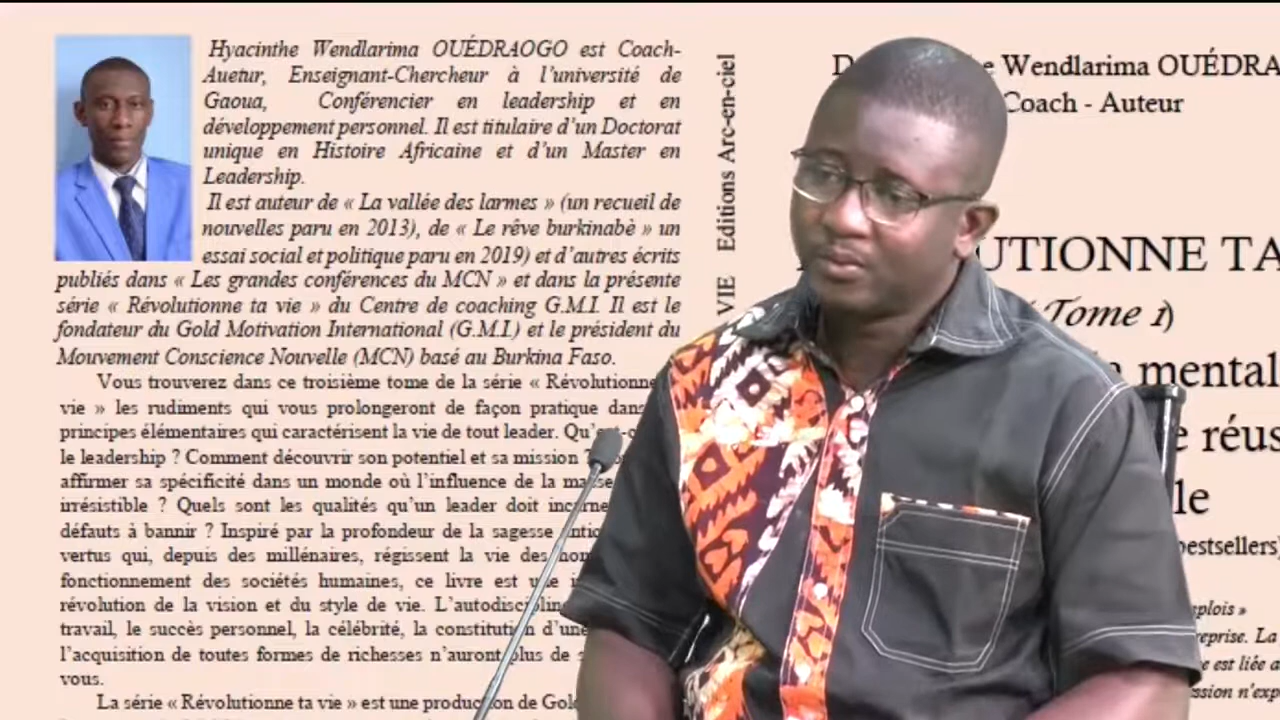 Hyacinthe Wendlarima OUÉDRAOGO est Coach-
Auetur, Enseignant-Chercheur à l'université de
Gaoua, Conférencier en leadership et en
développement personnel. Il est titulaire d'un Doctorat
unique en Histoire Africaine et d'un Master en
Leadership.
Il est auteur de « La vallée des larmes » (un recueil de
nouvelles paru en 2013), de « Le rêve burkinabè » un
essai social et politique paru en 2019) et d'autres écrits
publiés dans « Les grandes conférences du MCN » et dans la présente
série « Révolutionne ta vie » du Centre de coaching G.M.I. Il est le
fondateur du Gold Motivation International (G.M.I.) et le président du
Mouvement Conscience Nouvelle (MCN) basé au Burkina Faso.
Vous trouverez dans ce troisième tome de la série « Révolutionne
vie » les rudiments qui vous prolongeront de façon pratique dans
principes élémentaires qui caractérisent la vie de tout leader.
le leadership ? Comment découvrir son potentiel et sa mission ?
affirmer sa spécificité dans un monde où l'influence de la masse
irrésistible ? Quels sont les qualités qu'un leader doit
défauts à bannir ? Inspiré par la profondeur de la sagesse
vertus qui, depuis des millénaires, régissent la vie des
fonctionnement des sociétés humaines, ce livre est une
révolution de la vision et du style de vie.
travail, le succès personnel, la célébrité, la constitution d'une
l'acquisition de toutes formes de richesses n'auront plus de
vous.
La série « Révolutionne ta vie » est une production de
VIE Editions Arc-en-ciel
Wendlarima OUÉDRA
Coach - Auteur
UTIONNE TA
(Tome 1)
mental
réus
le
bestsellers)
plois »
reprise. La
e est liée
ssion n'exp